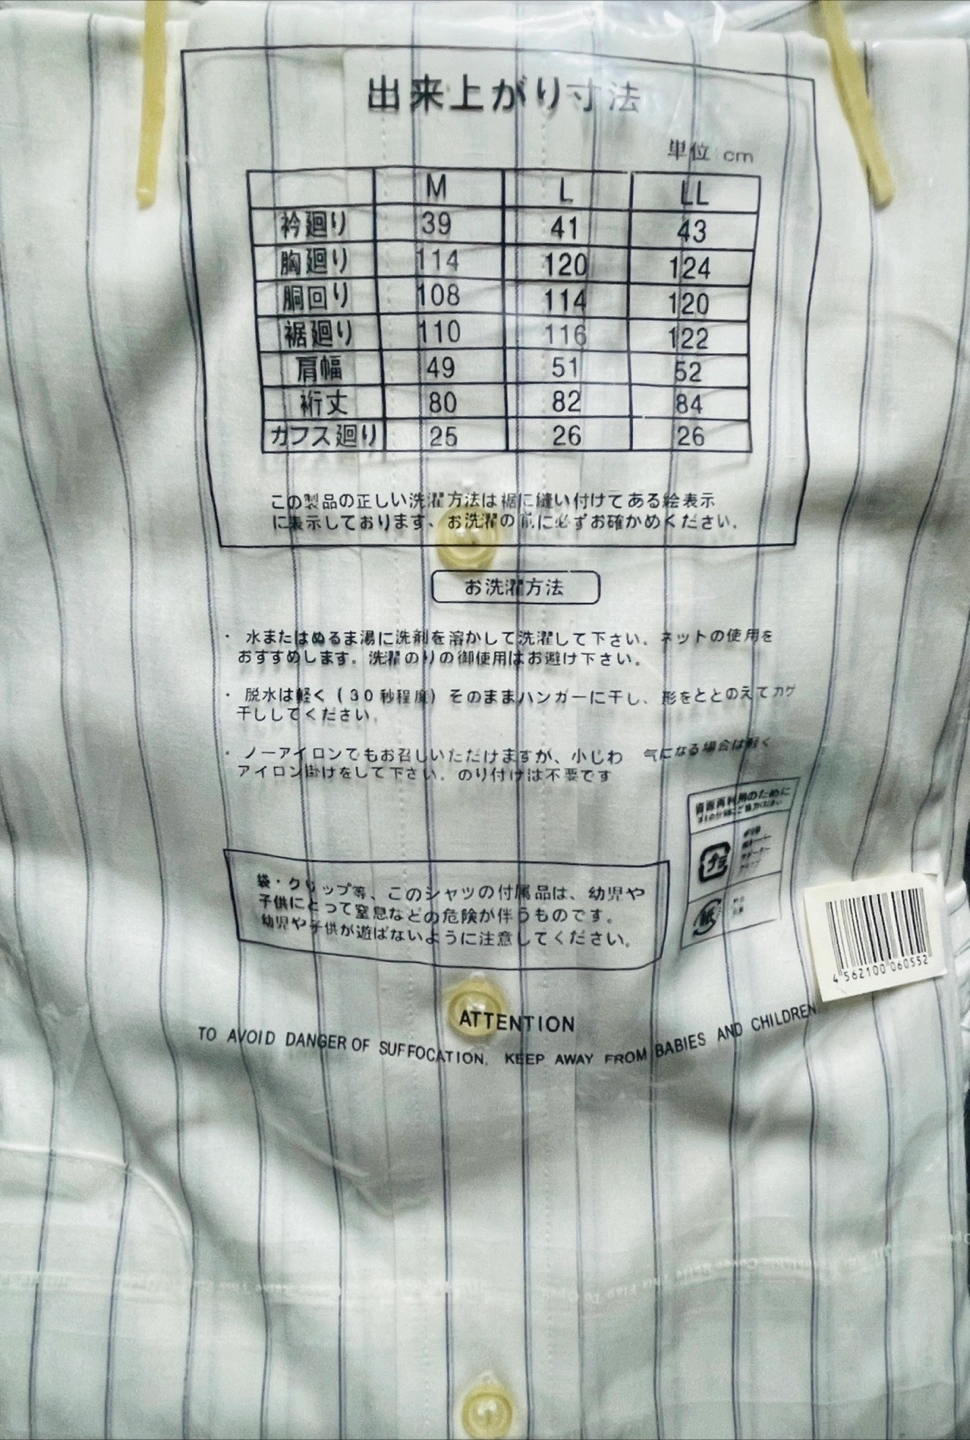 出来上がり寸法
単位 cm
M L LL
衿廻り 39 41 43
胸廻り 114 120 124
胴回り 108 114 120
裾廻り 110 116 122
肩幅 49 51 52
裄丈 80 82 84
カフス廻り 25 26 26
この製品の正しい洗濯方法は裾に縫い付けてある絵表示
に表示しております、お洗濯の前に必ずお確かめください。
お洗濯方法
・ 水またはぬるま湯に洗剤を溶かして洗濯して下さい。ネットの使用を
おすすめします。洗濯のりの御使用はお避け下さい。
・ 脱水は軽く(30秒程度)そのままハンガーに干し、形をととのえてカゲ
干ししてください。
・ ノーアイロンでもお召しいただけますが、小じわ 気になる場合は軽く
アイロン掛けをして下さい。のり付けは不要です
資源再利用のために
プラ
紙
袋・クリップ等、このシャツの付属品は、幼児や
子供にとって窒息などの危険が伴うものです。
幼児や子供が遊ばないように注意してください。
4 562100 060552
ATTENTION
TO AVOID DANGER OF SUFFOCATION, KEEP AWAY FROM BABIES AND CHILDREN